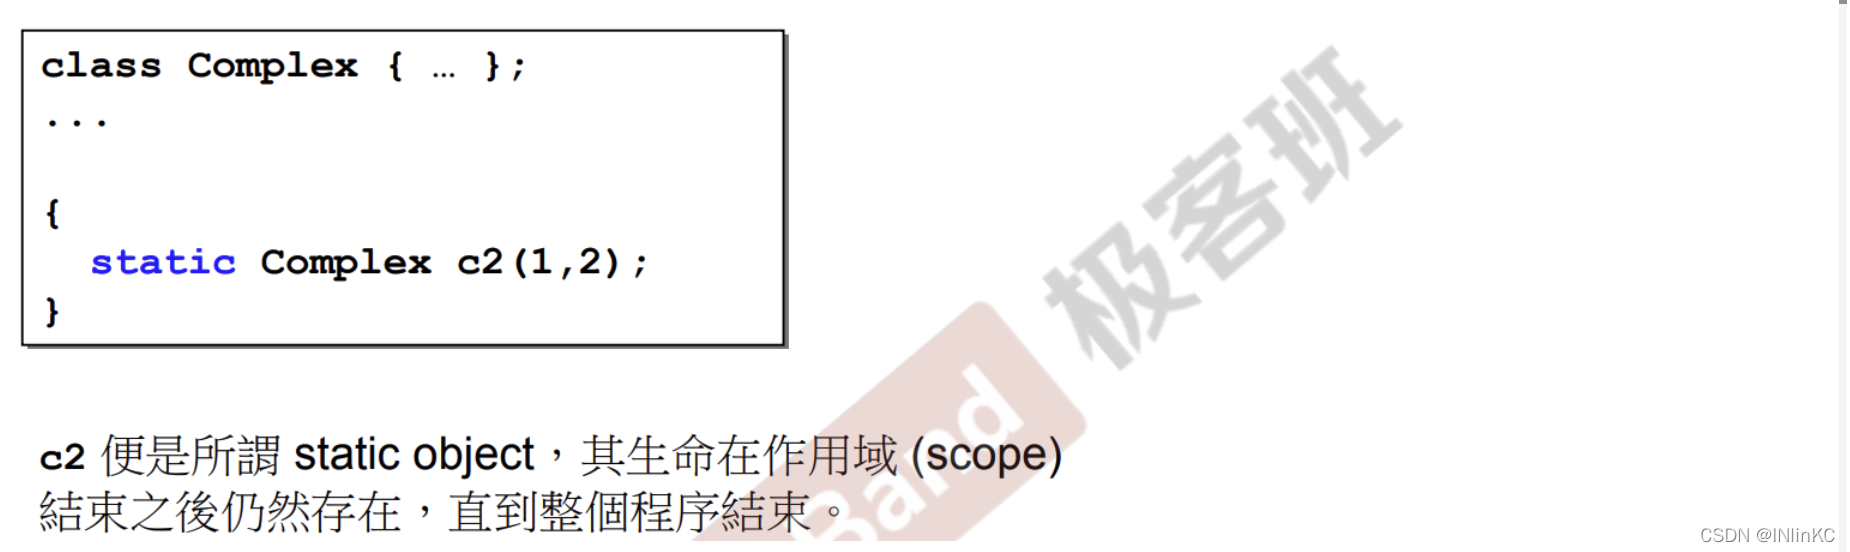 class Complex { … };
...
{
static Complex c2(1,2);
}
c2 便是所謂 static object，其生命在作用域 (scope)
結束之後仍然存在，直到整個程序結束。
极客班
Band
CSDN @INlinKC